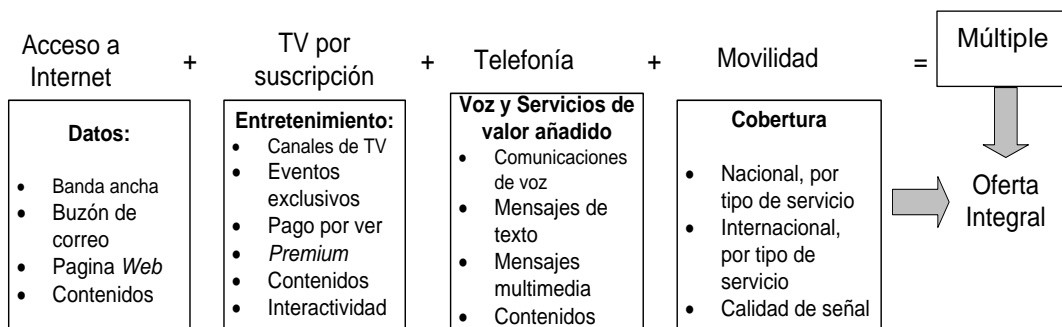 Acceso a
Internet
+
TV por
suscripción
+
Telefonía
+
Movilidad
=
Múltiple
Datos:
• Banda ancha
• Buzón de
correo
• Pagina Web
• Contenidos
Entretenimiento:
• Canales de TV
• Eventos
exclusivos
• Pago por ver
• Premium
• Contenidos
• Interactividad
Voz y Servicios de
valor añadido
• Comunicaciones
de voz
• Mensajes de
texto
• Mensajes
multimedia
• Contenidos
Cobertura
• Nacional, por
tipo de servicio
• Internacional,
por tipo de
servicio
• Calidad de señal
Oferta
Integral